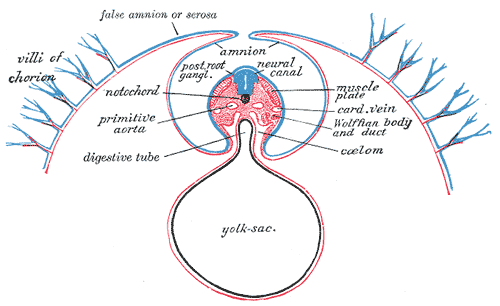 false amnion or serosa
villi of
chorion
amnion
post. root
gangl.
neural
canal
notochord
muscle
plate
primitive
aorta
card. vein
Wolffian body
and duct
digestive tube
cœlom
yolk-sac.